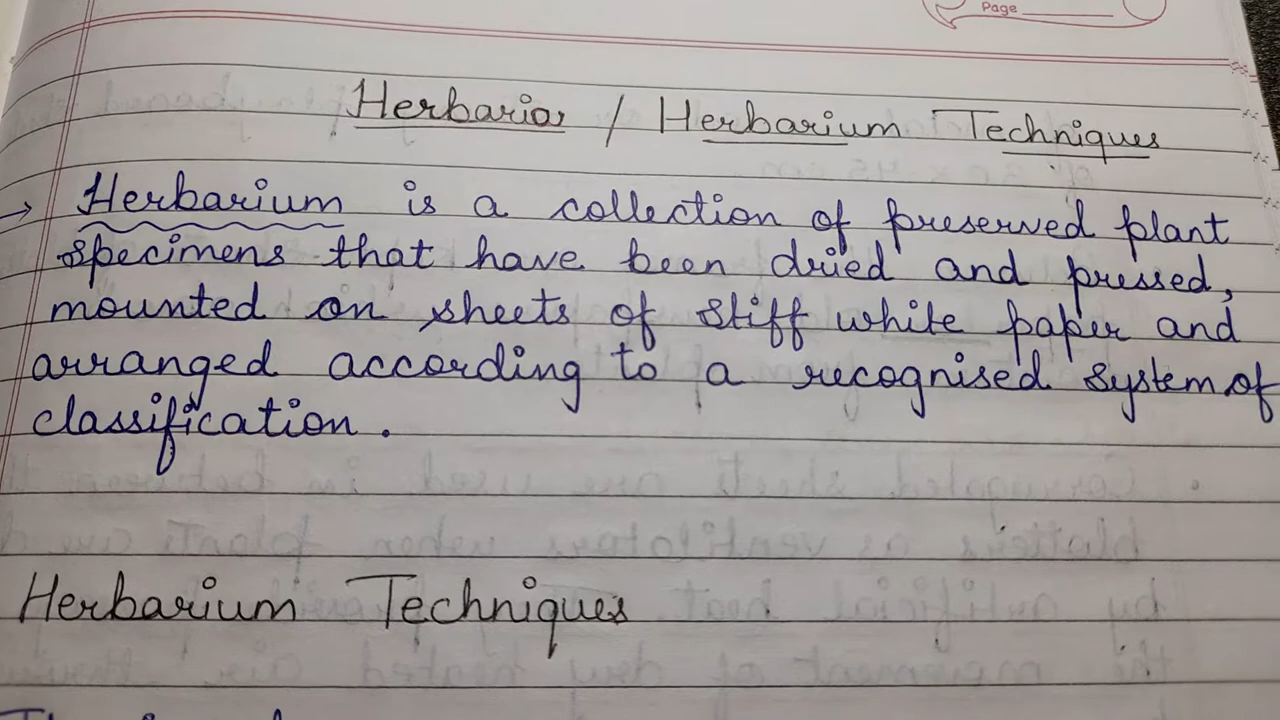 Page
Herbaria / Herbarium Techniques
→ Herbarium is a collection of preserved plant
specimens that have been dried and pressed,
mounted on sheets of stiff white paper and
arranged according to a recognised system of
classification.
Herbarium Techniques